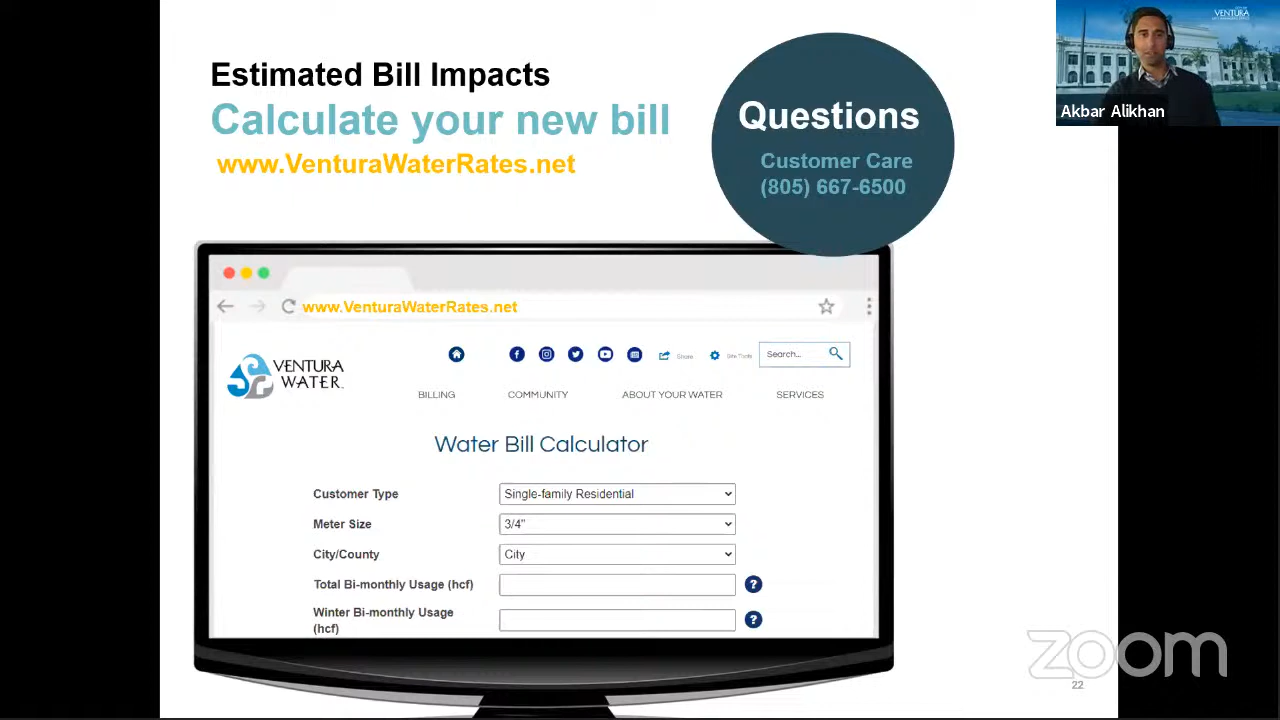 Estimated Bill Impacts
Calculate your new bill
www.VenturaWaterRates.net
Questions
Customer Care
(805) 667-6500
VENTURA
Akbar Alikhan
www.VenturaWaterRates.net
VENTURA
WATER
Share
Site Tools
Search...
BILLING
COMMUNITY
ABOUT YOUR WATER
SERVICES
Water Bill Calculator
Customer Type
Single-family Residential
Meter Size
3/4"
City/County
City
Total Bi-monthly Usage (hcf)
?
Winter Bi-monthly Usage
(hcf)
?
zoom
22